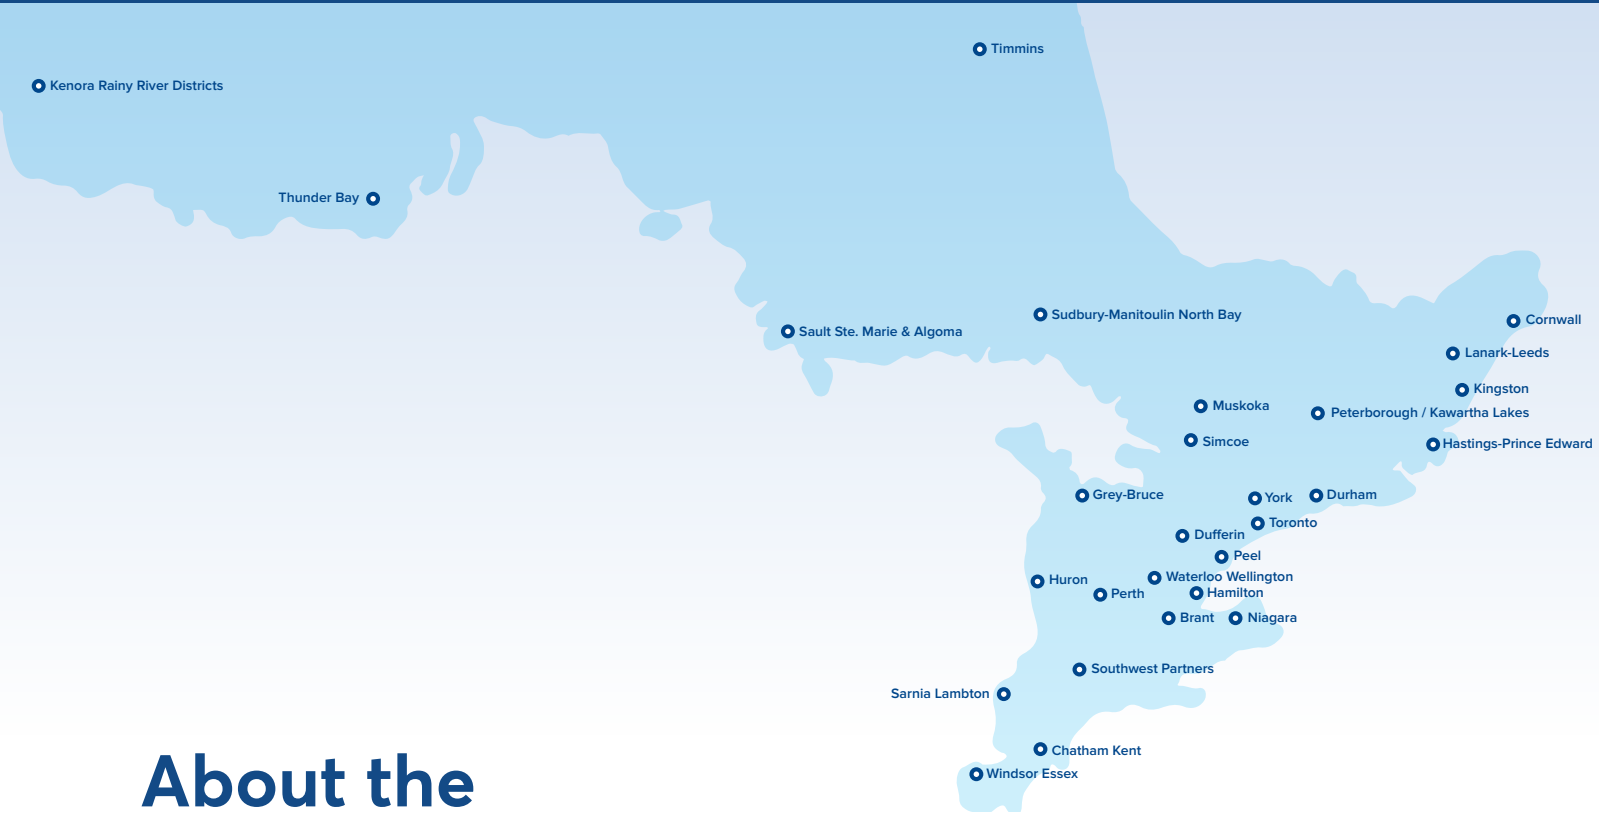 Timmins
Kenora Rainy River Districts
Thunder Bay
Sudbury-Manitoulin North Bay
Cornwall
Sault Ste. Marie & Algoma
Lanark-Leeds
Kingston
Muskoka
Peterborough / Kawartha Lakes
Simcoe
Hastings-Prince Edward
Grey-Bruce
York
Durham
Toronto
Dufferin
Peel
Waterloo Wellington
Huron
Perth
Hamilton
Brant
Niagara
Southwest Partners
Sarnia Lambton
Chatham Kent
Windsor Essex
About the